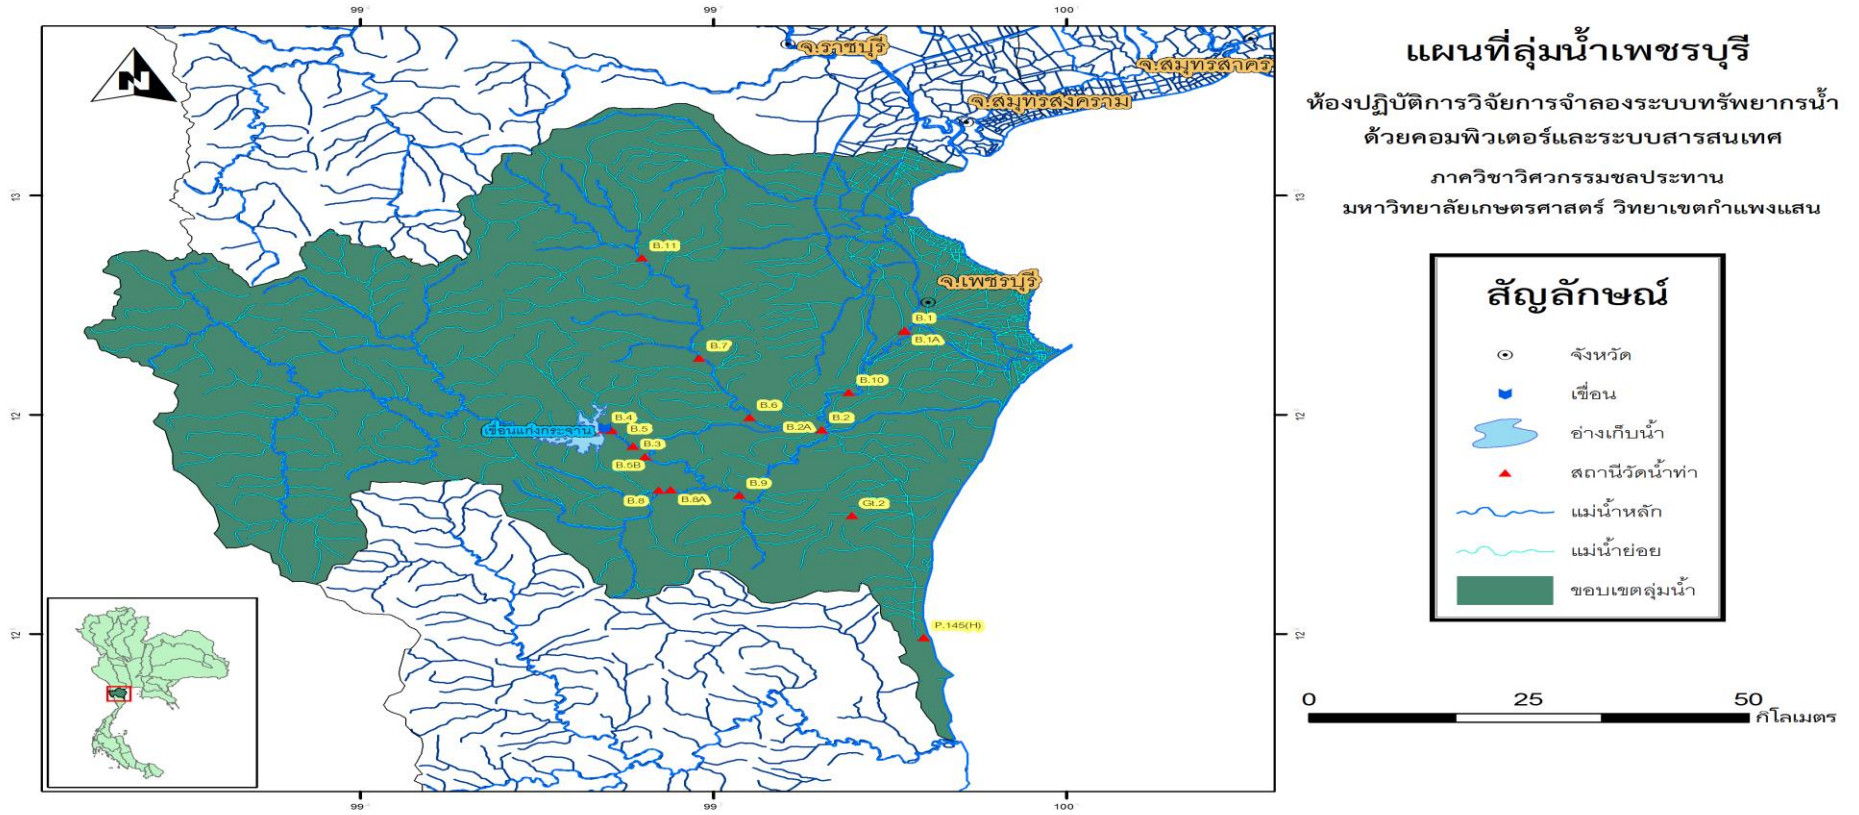 99
99
100
จ.ราชบุรี
จ.สมุทรสาคร
จ.สมุทรสงคราม
13
13
B.11
จ.เพชรบุรี
B.1
B.1A
B.7
B.10
B.6
B.2
B.2A
12
12
B.4
เขื่อนแก่งกระจาน
B.5
B.3
B.5B
B.9
B.8
B.8A
Gt.2
P.145(H)
12
12
99
99
100
N
แผนที่ลุ่มน้ำเพชรบุรี
ห้องปฏิบัติการวิจัยการจำลองระบบทรัพยากรน้ำ
ด้วยคอมพิวเตอร์และระบบสารสนเทศ
ภาควิชาวิศวกรรมชลประทาน
มหาวิทยาลัยเกษตรศาสตร์ วิทยาเขตกำแพงแสน
สัญลักษณ์
จังหวัด
เขื่อน
อ่างเก็บน้ำ
สถานีวัดน้ำท่า
แม่น้ำหลัก
แม่น้ำย่อย
ขอบเขตลุ่มน้ำ
0 25 50
กิโลเมตร